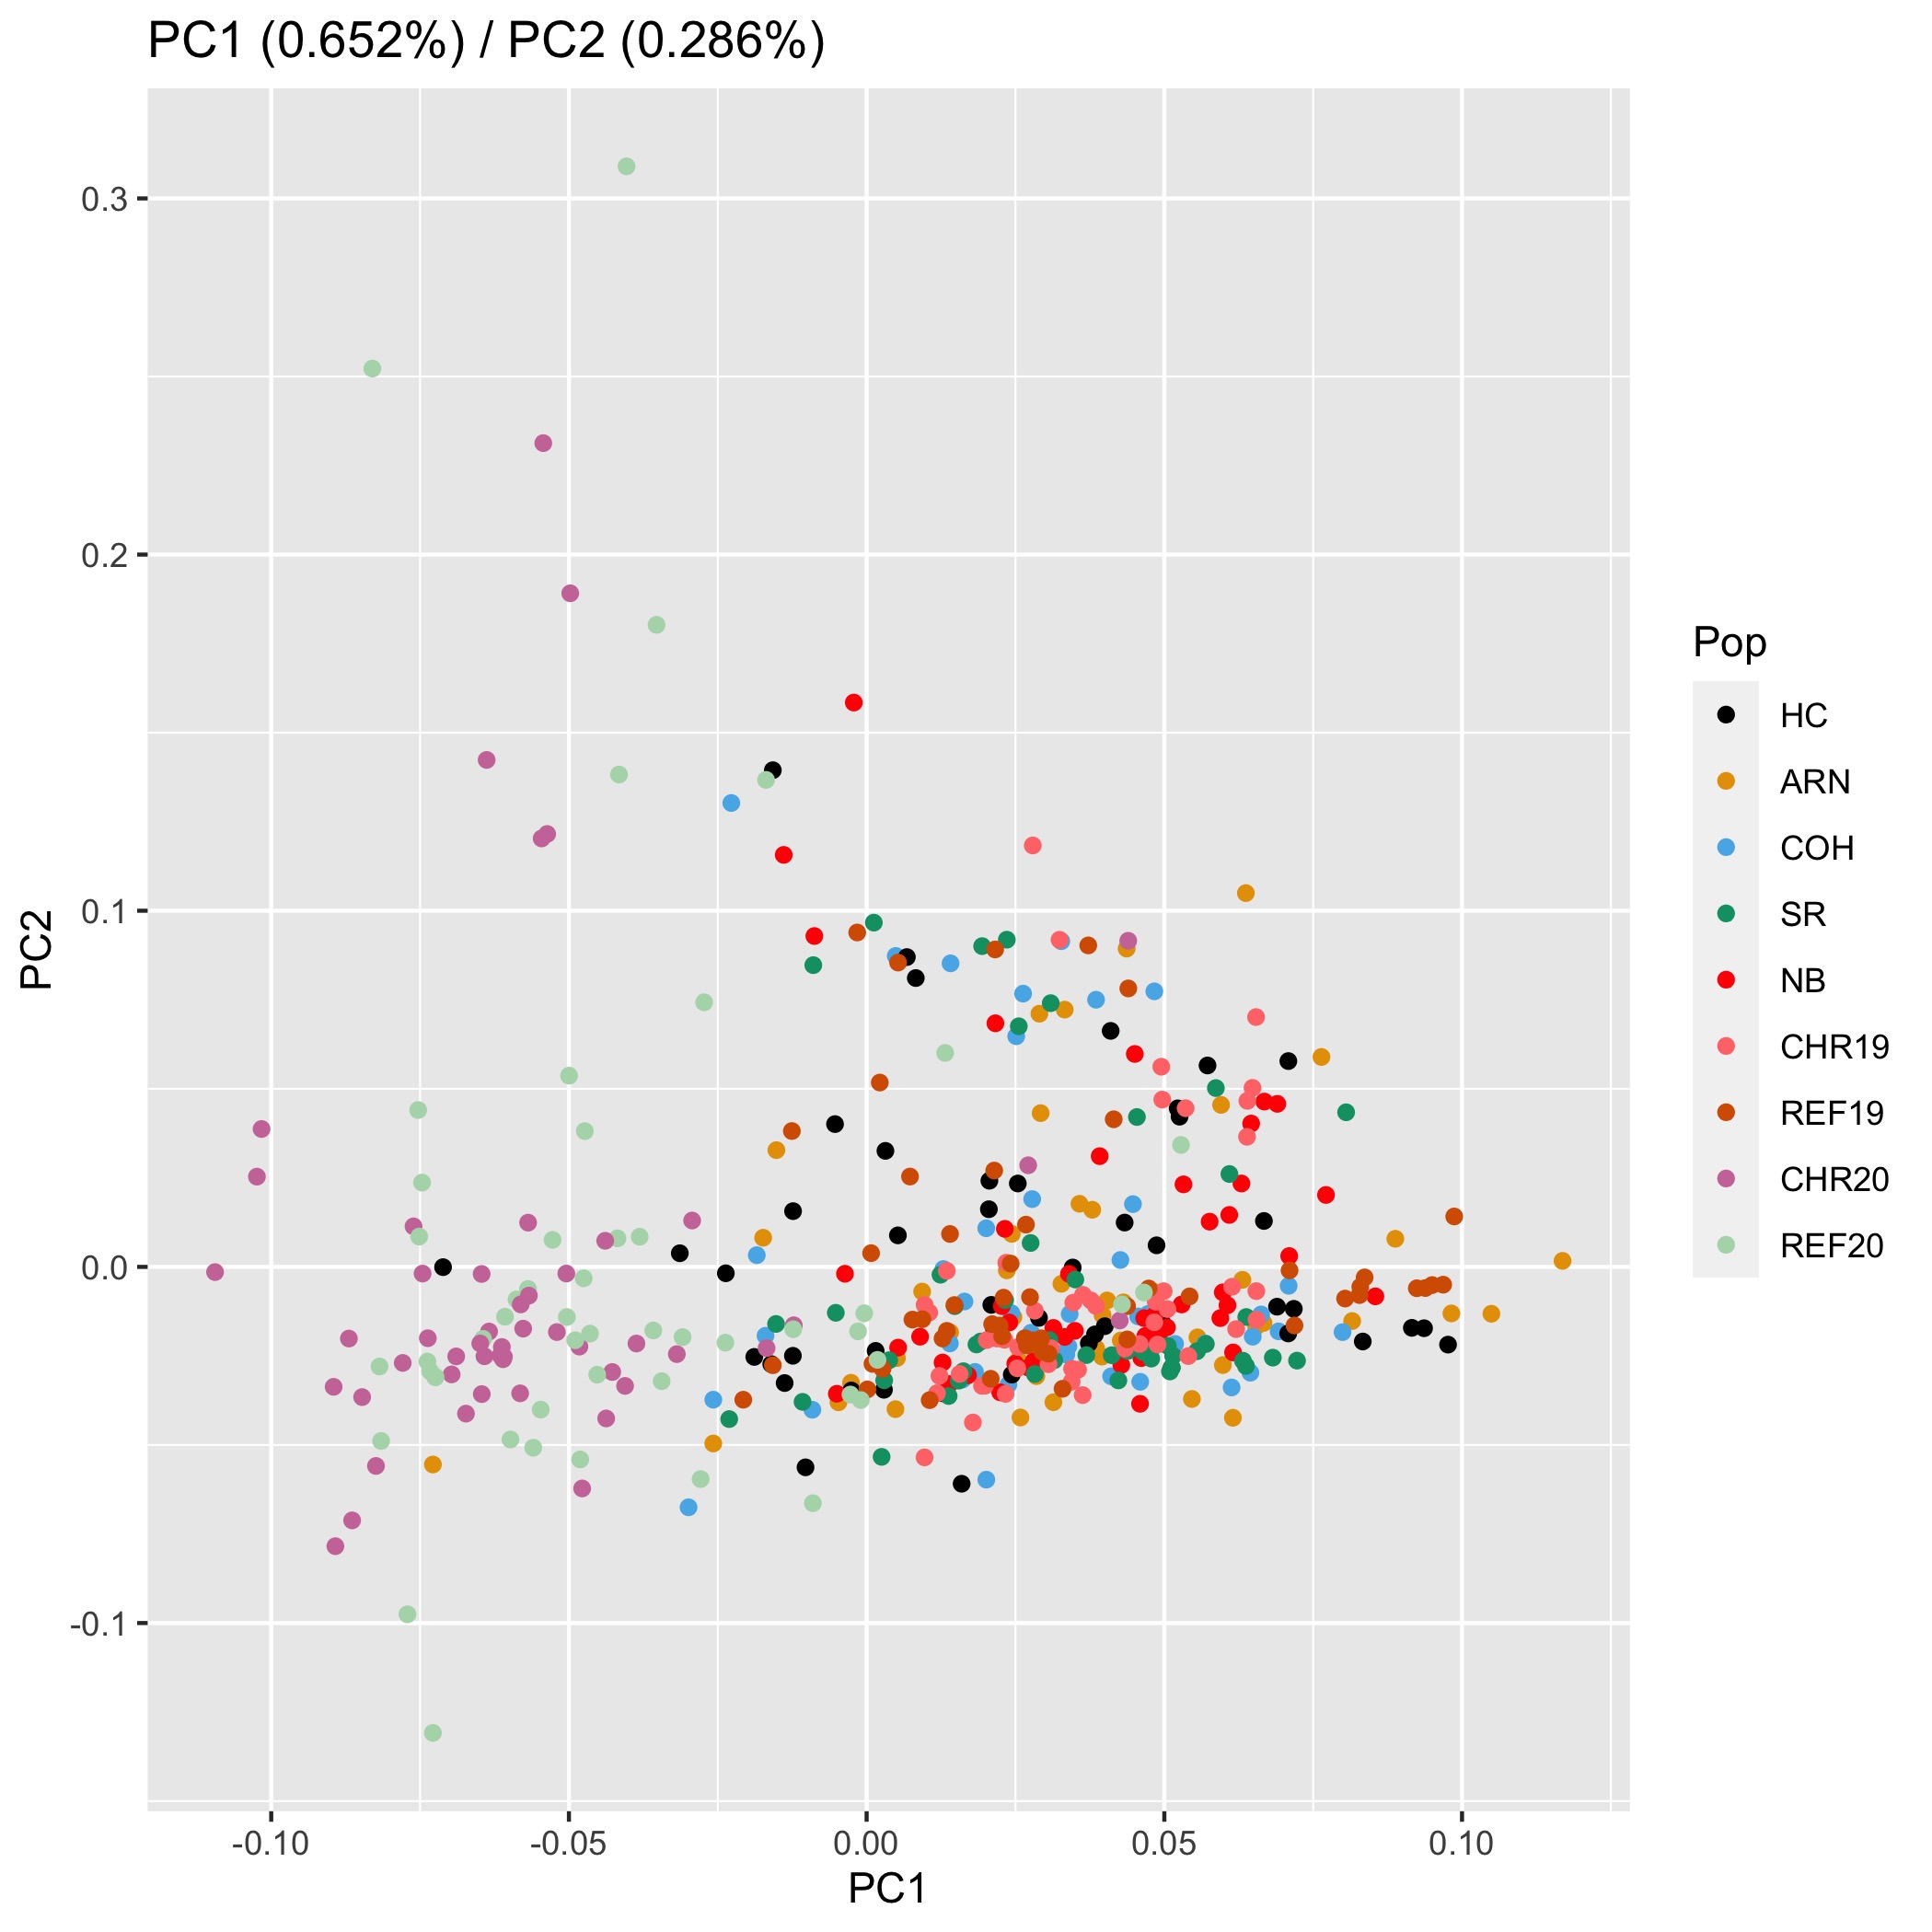 PC1 (0.652%) / PC2 (0.286%)
0.3
0.2
0.1
0.0
-0.1
PC2
-0.10
-0.05
0.00
0.05
0.10
PC1
Pop
HC
ARN
COH
SR
NB
CHR19
REF19
CHR20
REF20